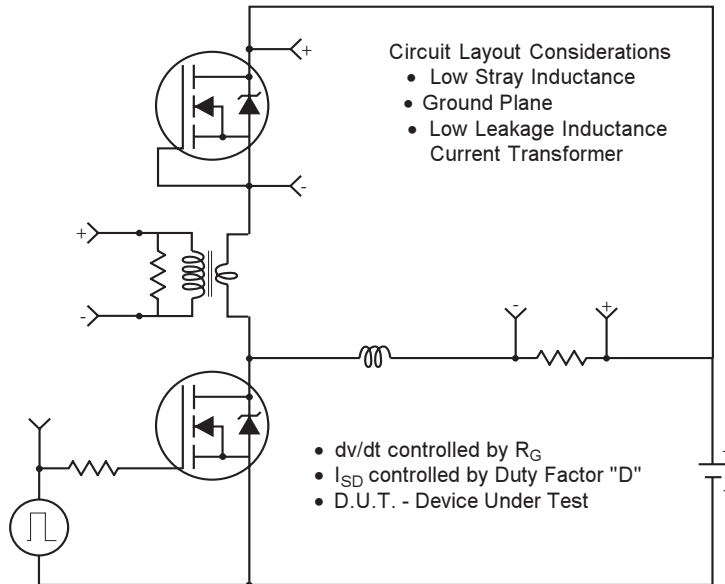 +
Circuit Layout Considerations
• Low Stray Inductance
• Ground Plane
• Low Leakage Inductance
Current Transformer
-
+
-
-
+
• dv/dt controlled by RG
• ISD controlled by Duty Factor "D"
• D.U.T. - Device Under Test